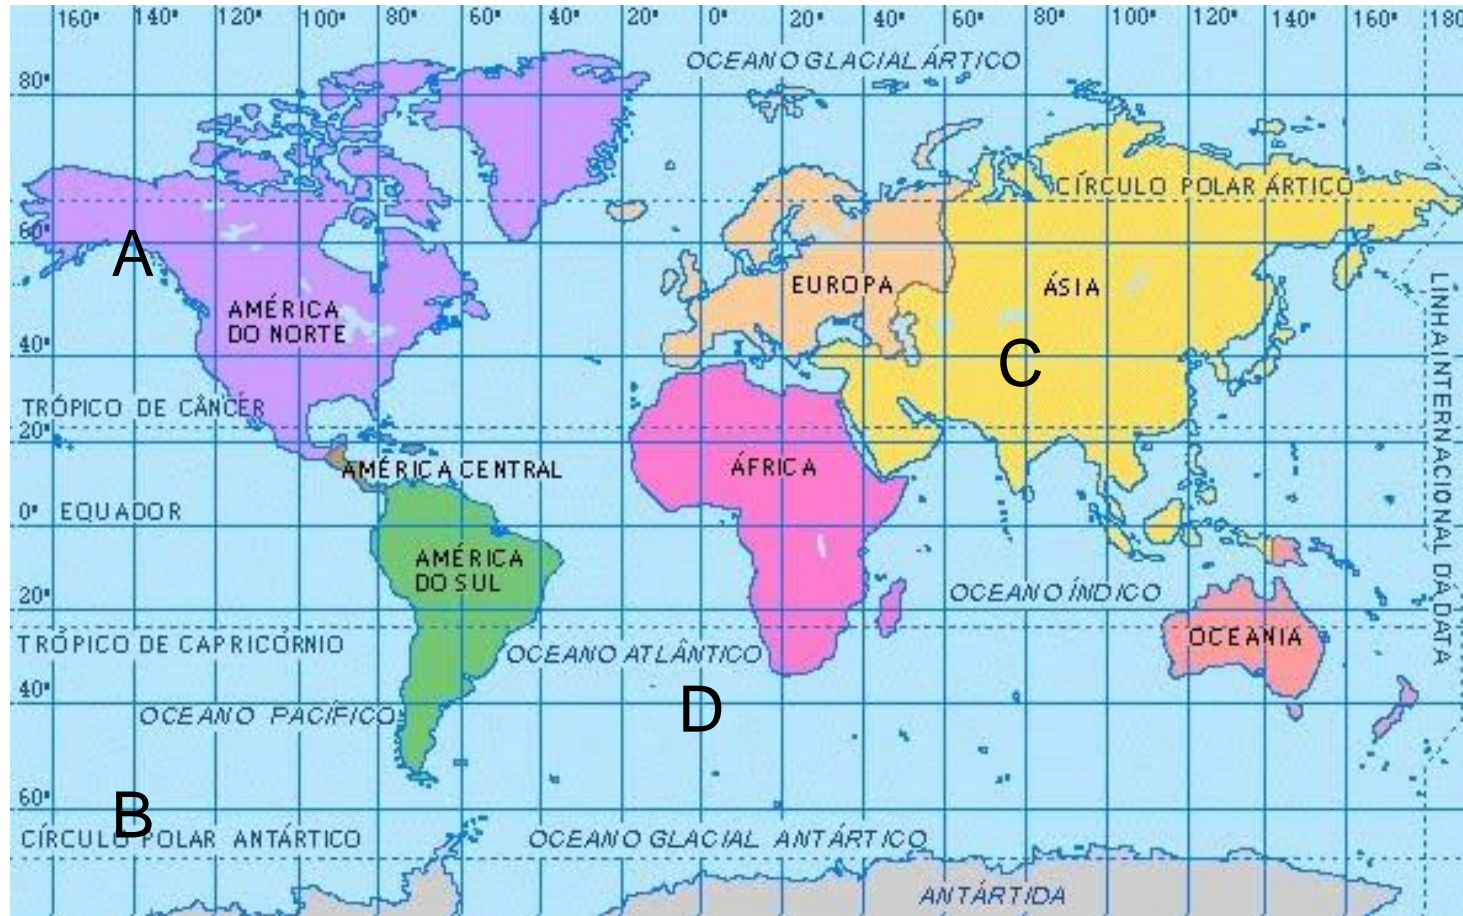 160° 140° 120° 100° 80° 60° 40° 20° 0° 20° 40° 60° 80° 100° 120° 140° 160° 180
OCEANO GLACIAL ÁRTICO
80°
CÍRCULO POLAR ÁRTICO
60°
A
EUROPA
ÁSIA
AMÉRICA
DO NORTE
40°
C
TRÓPICO DE CÂNCER
20°
AMÉRICA CENTRAL
ÁFRICA
0° EQUADOR
LINHA INTERNACIONAL DA DATA
AMÉRICA
DO SUL
20°
OCEANO ÍNDICO
TRÓPICO DE CAPRICÓRNIO
OCEANO ATLÂNTICO
OCEANIA
40°
D
OCEANO PACÍFICO
60°
B
CÍRCULO POLAR ANTÁRTICO
OCEANO GLACIAL ANTÁRTICO
ANTÁRTIDA